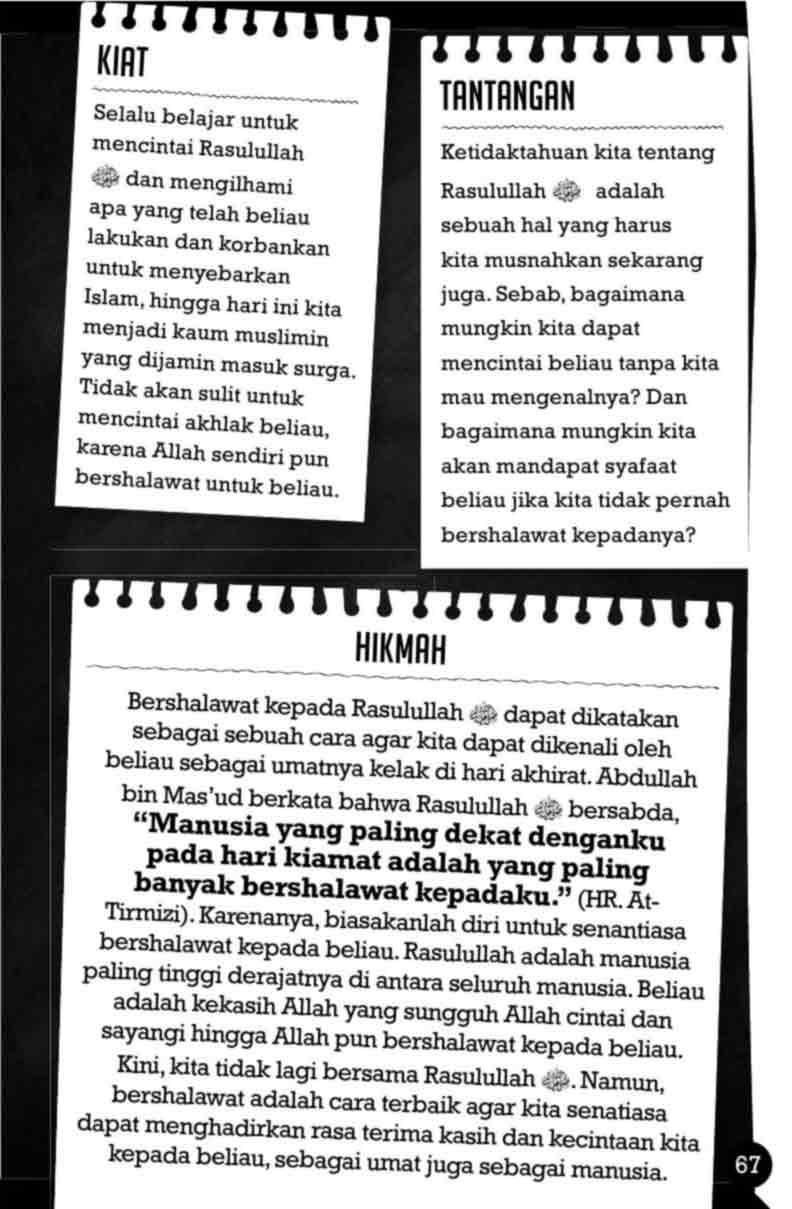 KIAT
Selalu belajar untuk
mencintai Rasulullah
ﷺ dan mengilhami
apa yang telah beliau
lakukan dan korbankan
untuk menyebarkan
Islam, hingga hari ini kita
menjadi kaum muslimin
yang dijamin masuk surga.
Tidak akan sulit untuk
mencintai akhlak beliau,
karena Allah sendiri pun
bershalawat untuk beliau.
TANTANGAN
Ketidaktahuan kita tentang
Rasulullah ﷺ adalah
sebuah hal yang harus
kita musnahkan sekarang
juga. Sebab, bagaimana
mungkin kita dapat
mencintai beliau tanpa kita
mau mengenalnya? Dan
bagaimana mungkin kita
akan mandapat syafaat
beliau jika kita tidak pernah
bershalawat kepadanya?
HIKMAH
Bershalawat kepada Rasulullah ﷺ dapat dikatakan
sebagai sebuah cara agar kita dapat dikenali oleh
beliau sebagai umatnya kelak di hari akhirat. Abdullah
bin Mas’ud berkata bahwa Rasulullah ﷺ bersabda,
“Manusia yang paling dekat denganku
pada hari kiamat adalah yang paling
banyak bershalawat kepadaku.” (HR. At-
Tirmizi). Karenanya, biasakanlah diri untuk senantiasa
bershalawat kepada beliau. Rasulullah adalah manusia
paling tinggi derajatnya di antara seluruh manusia. Beliau
adalah kekasih Allah yang sungguh Allah cintai dan
sayangi hingga Allah pun bershalawat kepada beliau.
Kini, kita tidak lagi bersama Rasulullah ﷺ. Namun,
bershalawat adalah cara terbaik agar kita senatiasa
dapat menghadirkan rasa terima kasih dan kecintaan kita
kepada beliau, sebagai umat juga sebagai manusia.
67